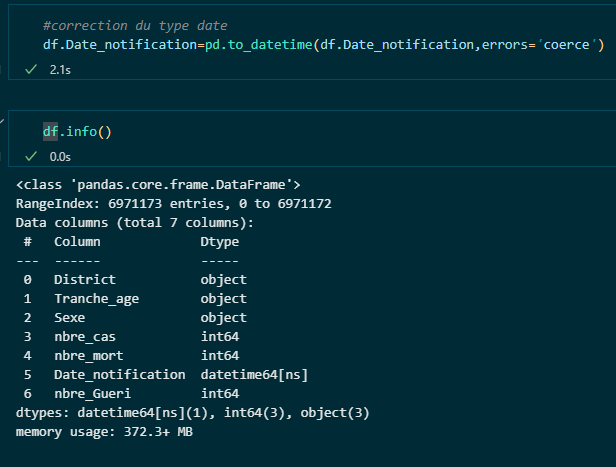 #correction du type date
df.Date_notification=pd.to_datetime(df.Date_notification,errors='coerce')
2.1s
df.info()
0.0s
<class 'pandas.core.frame.DataFrame'>
RangeIndex: 6971173 entries, 0 to 6971172
Data columns (total 7 columns):
 #   Column             Dtype
---  ------             -----
 0   District           object
 1   Tranche_age        object
 2   Sexe               object
 3   nbre_cas           int64
 4   nbre_mort          int64
 5   Date_notification  datetime64[ns]
 6   nbre_Gueri         int64
dtypes: datetime64[ns](1), int64(3), object(3)
memory usage: 372.3+ MB